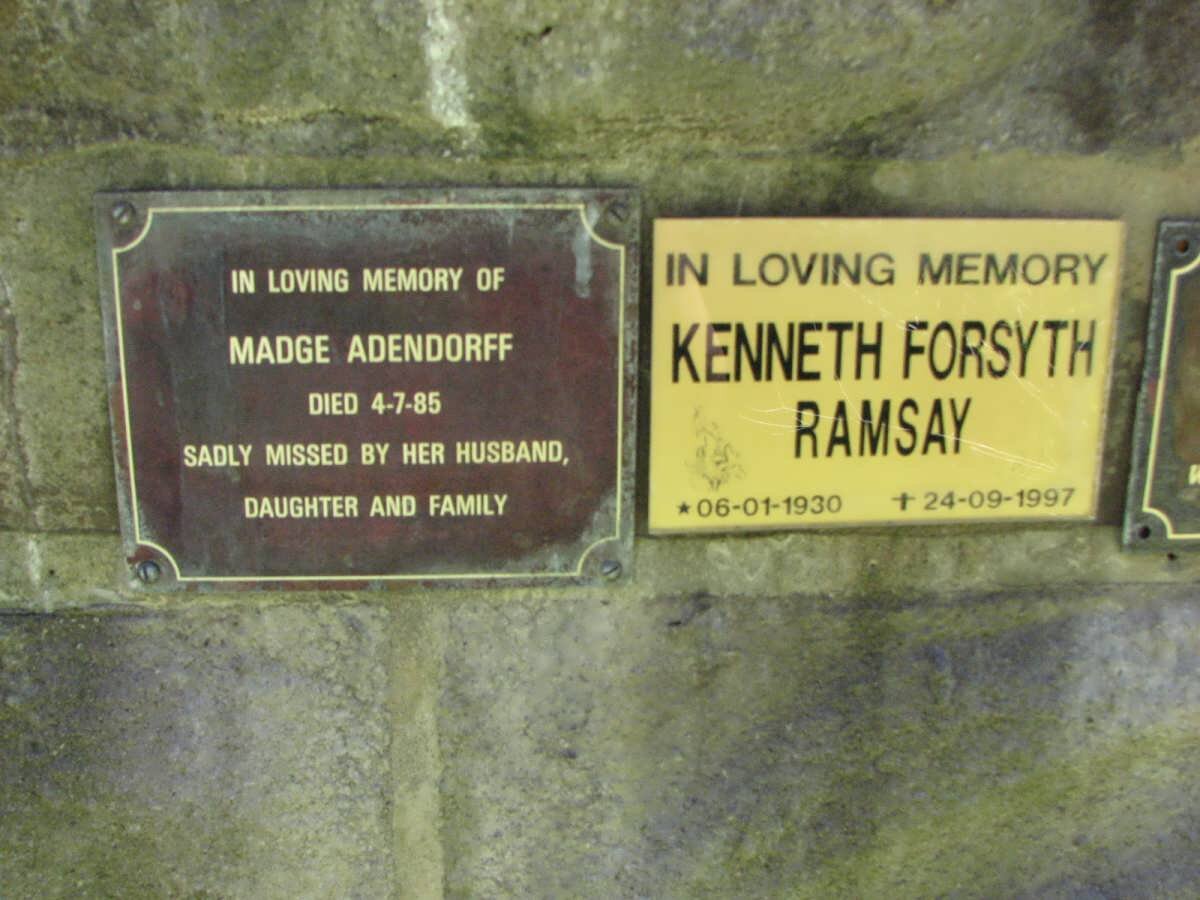 IN LOVING MEMORY OF
MADGE ADENDORFF
DIED 4-7-85
SADLY MISSED BY HER HUSBAND,
DAUGHTER AND FAMILY
IN LOVING MEMORY
KENNETH FORSYTH
RAMSAY
★06-01-1930 ✝24-09-1997